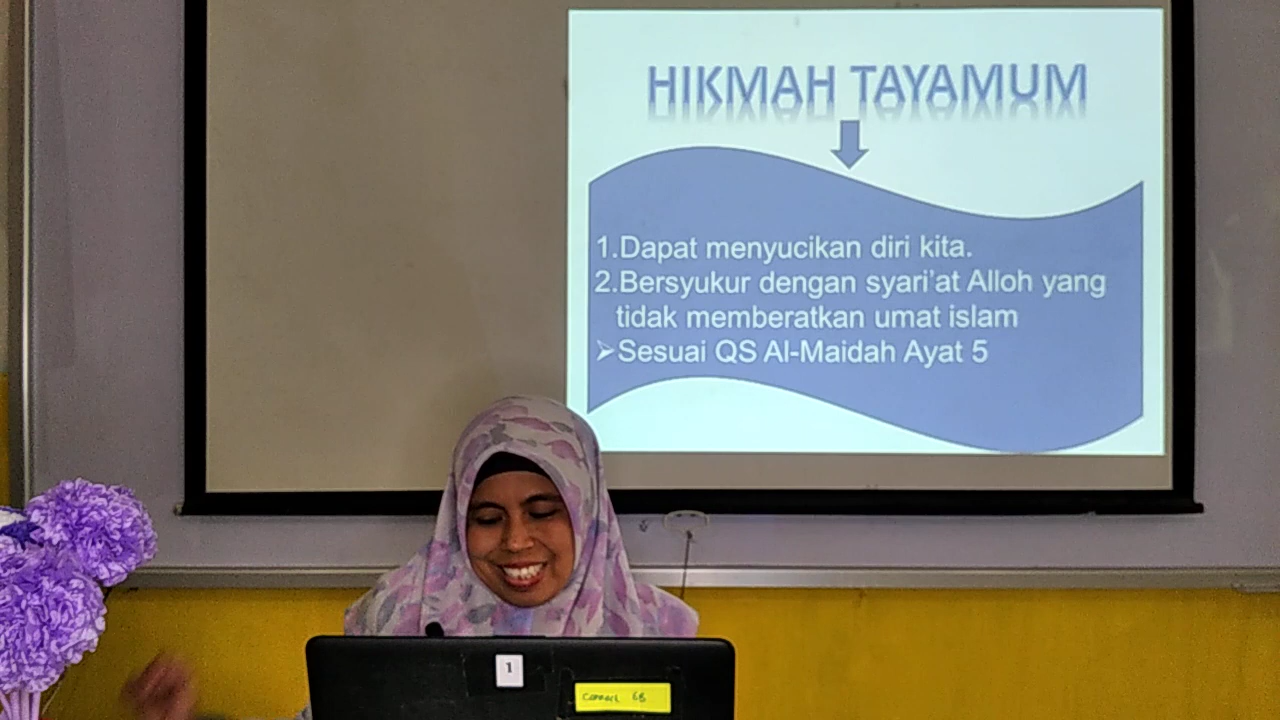 HIKMAH TAYAMUM
1.Dapat menyucikan diri kita.
2.Bersyukur dengan syari'at Alloh yang
tidak memberatkan umat islam
➢Sesuai QS Al-Maidah Ayat 5
1